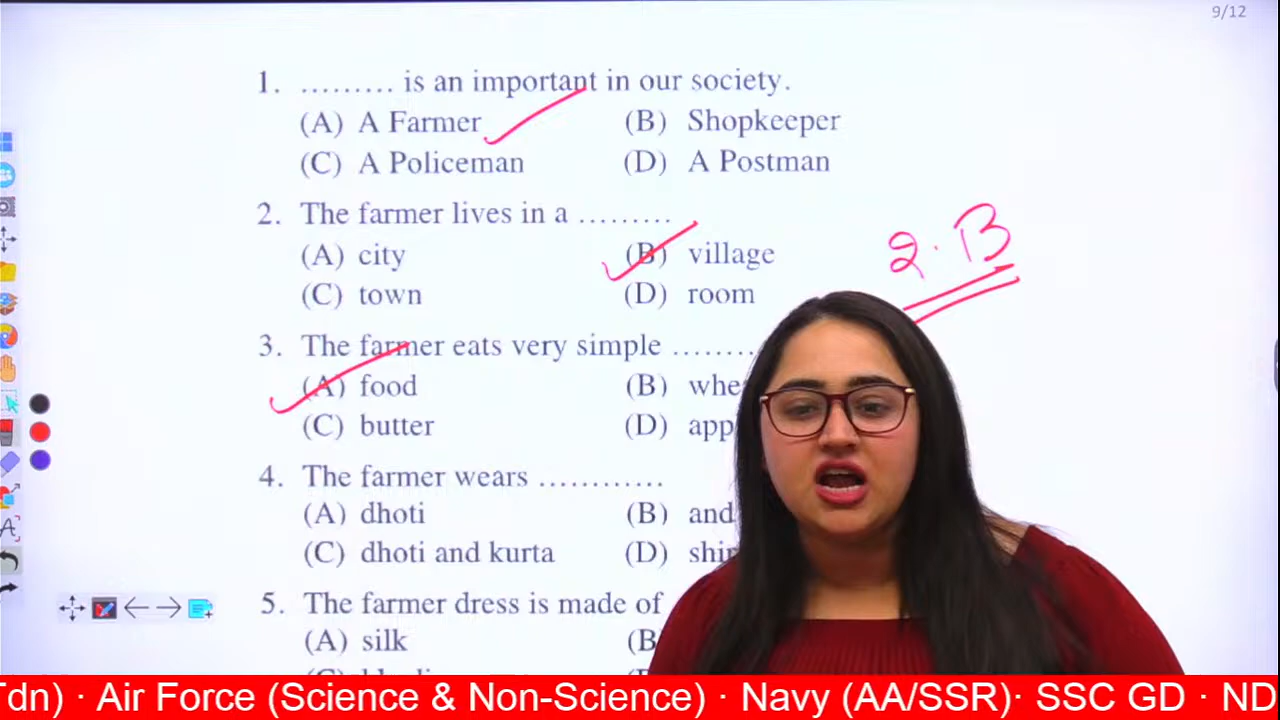 9/12
1. ......... is an important in our society.
(A) A Farmer (B) Shopkeeper
(C) A Policeman (D) A Postman
2. The farmer lives in a .........
(A) city (B) village
(C) town (D) room
2. B
3. The farmer eats very simple ........
(A) food (B)
(C) butter (D)
4. The farmer wears ............
(A) dhoti (B) and
(C) dhoti and kurta (D)
5. The farmer dress is made of
(A) silk (B
Tdn) · Air Force (Science & Non-Science) · Navy (AA/SSR)· SSC GD · ND